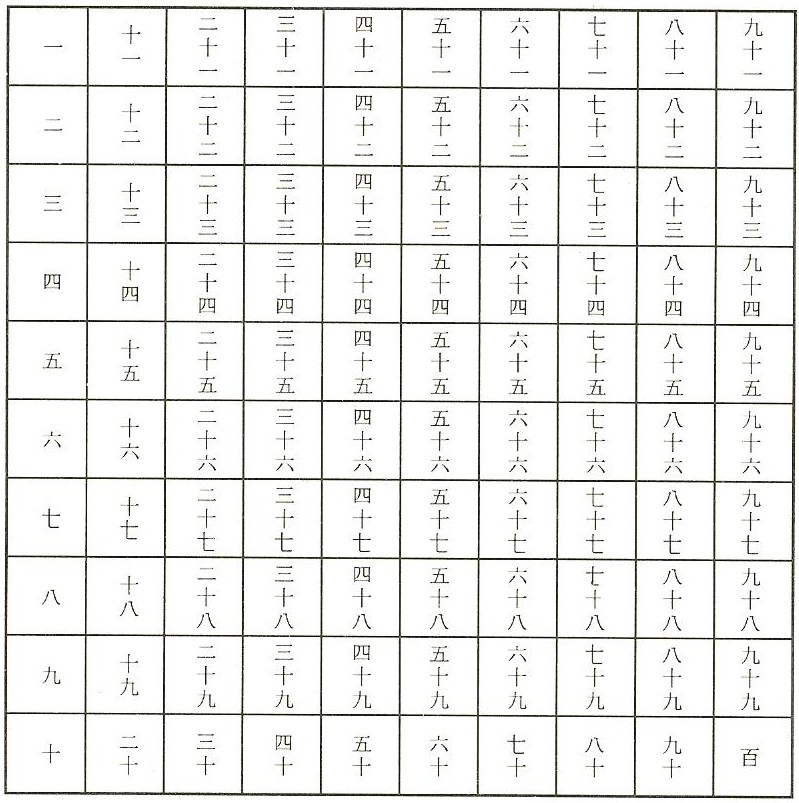 一 十一 二十一 三十一 四十一 五十一 六十一 七十一 八十一 九十一
二 十二 二十二 三十二 四十二 五十二 六十二 七十二 八十二 九十二
三 十三 二十三 三十三 四十三 五十三 六十三 七十三 八十三 九十三
四 十四 二十四 三十四 四十四 五十四 六十四 七十四 八十四 九十四
五 十五 二十五 三十五 四十五 五十五 六十五 七十五 八十五 九十五
六 十六 二十六 三十六 四十六 五十六 六十六 七十六 八十六 九十六
七 十七 二十七 三十七 四十七 五十七 六十七 七十七 八十七 九十七
八 十八 二十八 三十八 四十八 五十八 六十八 七十八 八十八 九十八
九 十九 二十九 三十九 四十九 五十九 六十九 七十九 八十九 九十九
十 二十 三十 四十 五十 六十 七十 八十 九十 百